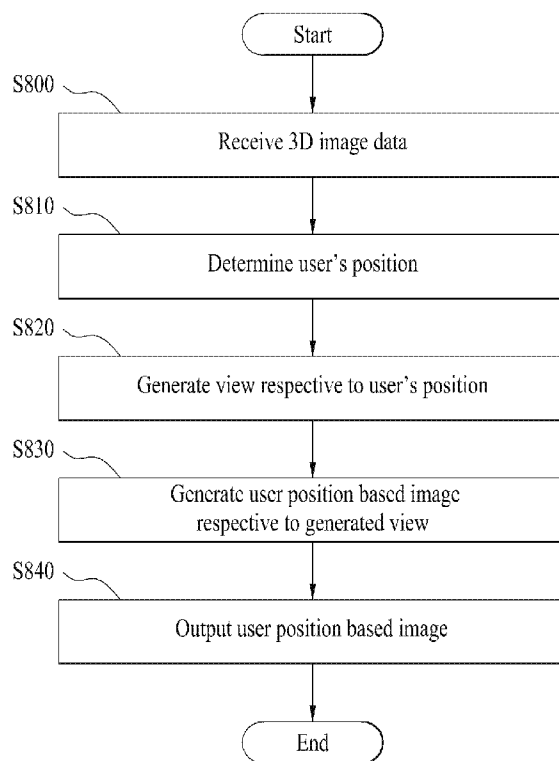 Start
S800
Receive 3D image data
S810
Determine user's position
S820
Generate view respective to user's position
S830
Generate user position based image
respective to generated view
S840
Output user position based image
End